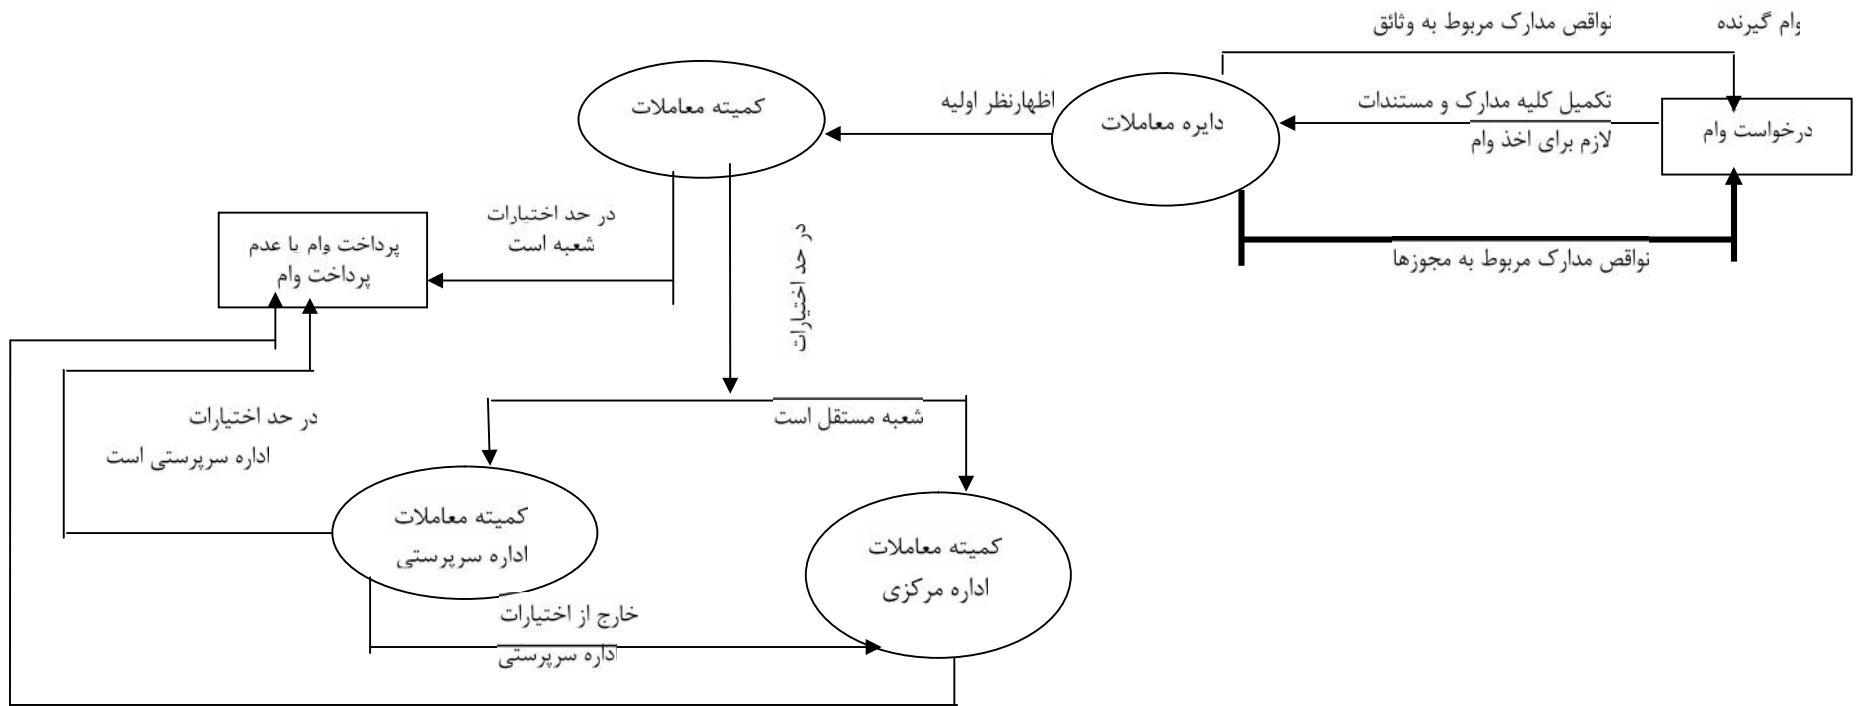 وام گیرنده
نواقص مدارک مربوط به وثائق
درخواست وام
تکمیل کلیه مدارک و مستندات
لازم برای اخذ وام
نواقص مدارک مربوط به مجوزها
دایره معاملات
اظهارنظر اولیه
کمیته معاملات
در حد اختیارات
شعبه است
پرداخت وام یا عدم
پرداخت وام
در حد اختیارات
شعبه مستقل است
در حد اختیارات
اداره سرپرستی است
کمیته معاملات
اداره سرپرستی
کمیته معاملات
اداره مرکزی
خارج از اختیارات
اداره سرپرستی